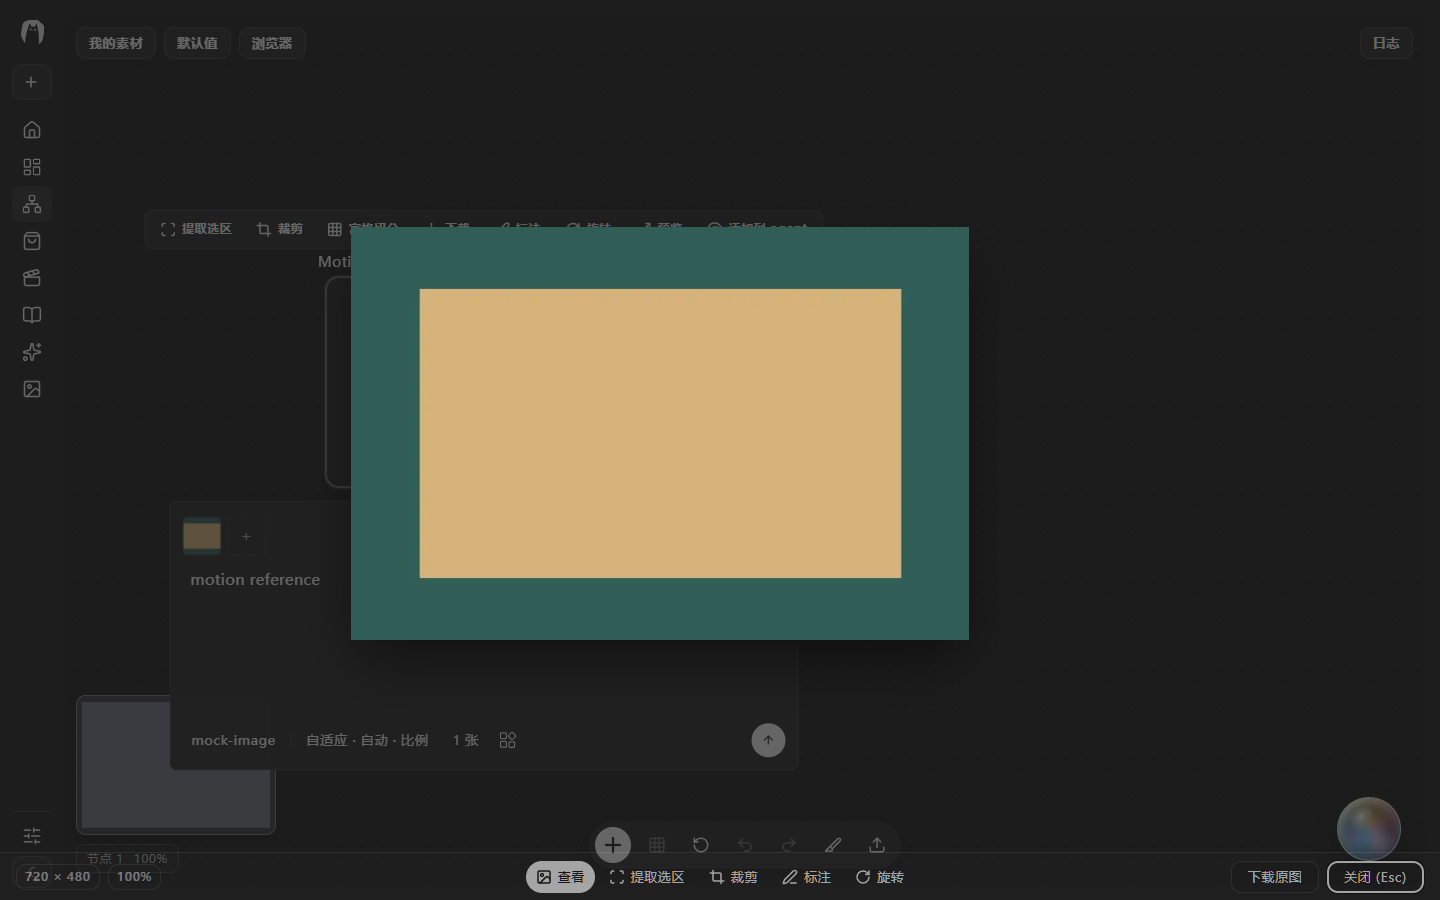 我的素材 默认值 浏览器 日志
提取选区 裁剪
Moti
motion reference
mock-image 自适应 · 自动 · 比例 1 张
节点 1 100%
720 × 480 100% 查看 提取选区 裁剪 标注 旋转 下载原图 关闭 (Esc)